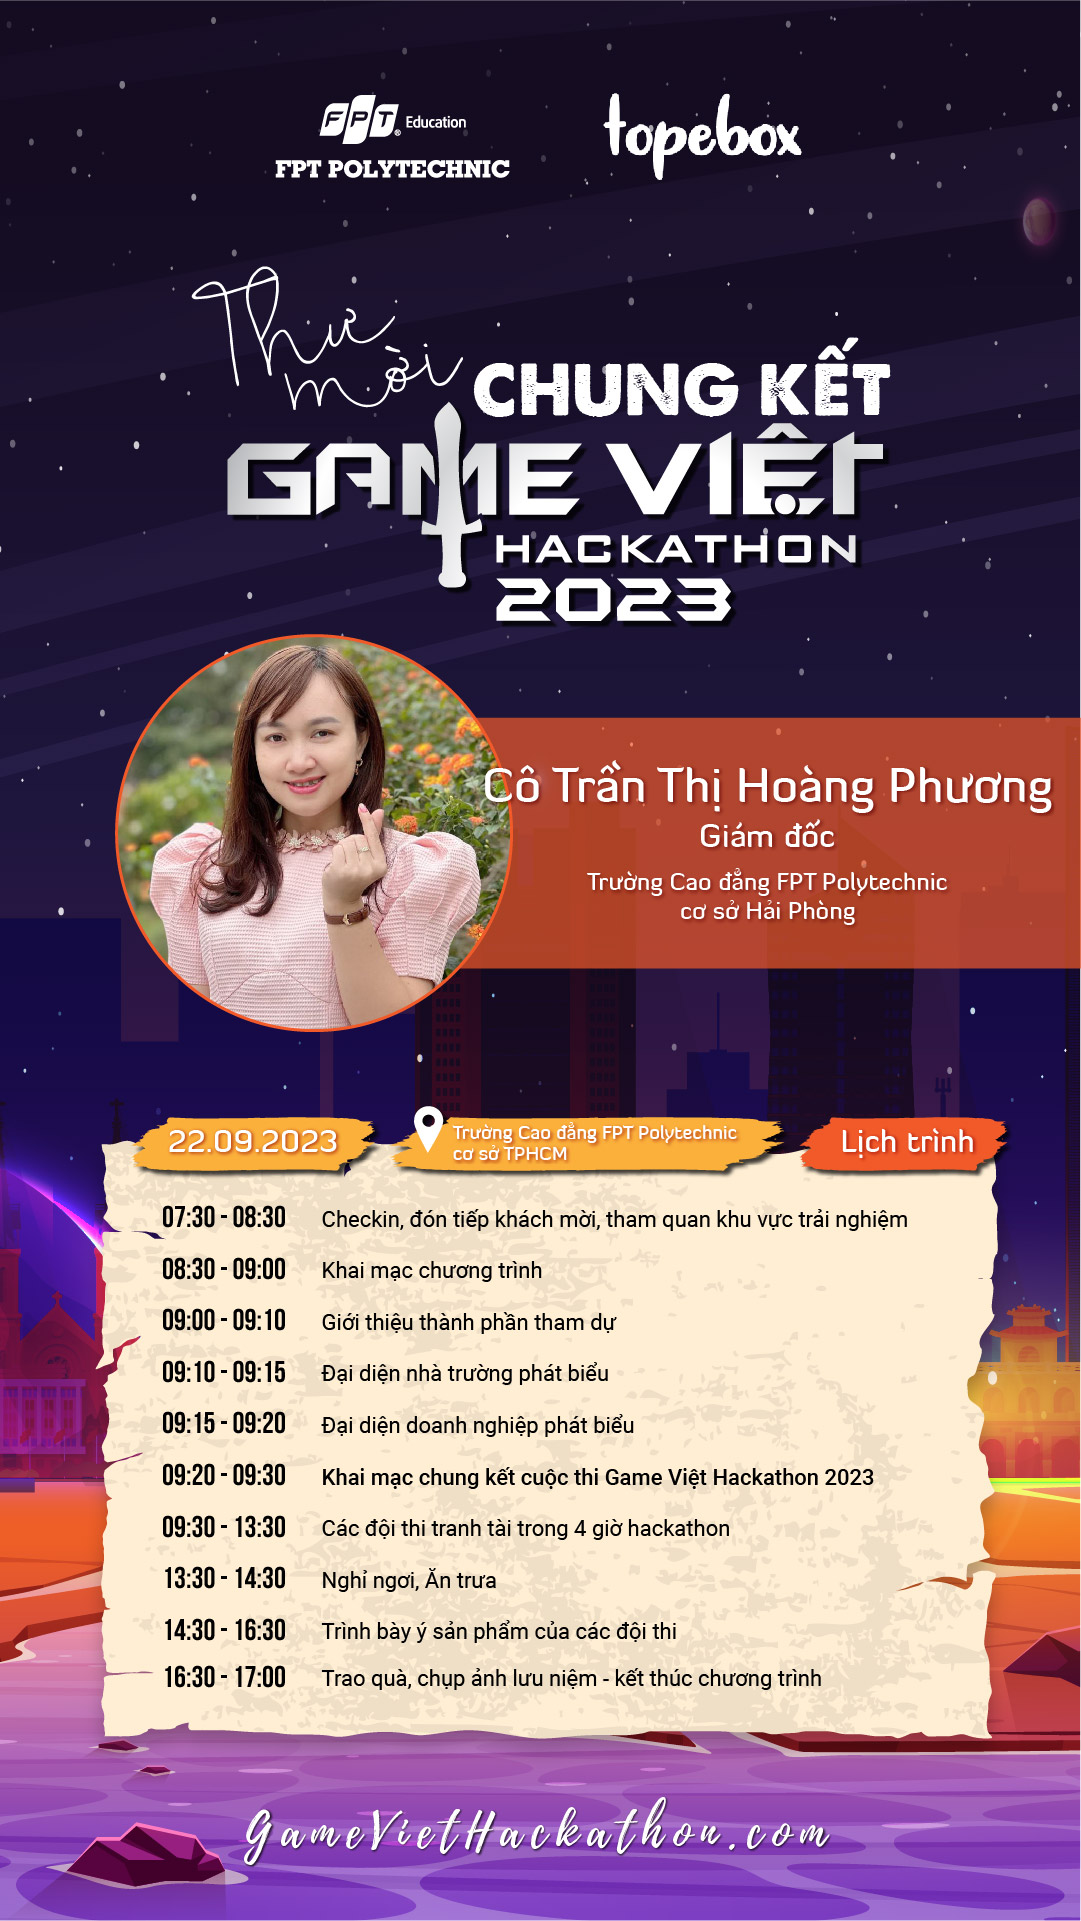 FPT Education
FPT POLYTECHNIC
topebox
Thư mời
CHUNG KẾT
GAME VIỆT
HACKATHON
2023
Cô Trần Thị Hoàng Phương
Giám đốc
Trường Cao đẳng FPT Polytechnic
cơ sở Hải Phòng
22.09.2023
Trường Cao đẳng FPT Polytechnic
cơ sở TPHCM
Lịch trình
07:30 - 08:30 Checkin, đón tiếp khách mời, tham quan khu vực trải nghiệm
08:30 - 09:00 Khai mạc chương trình
09:00 - 09:10 Giới thiệu thành phần tham dự
09:10 - 09:15 Đại diện nhà trường phát biểu
09:15 - 09:20 Đại diện doanh nghiệp phát biểu
09:20 - 09:30 Khai mạc chung kết cuộc thi Game Việt Hackathon 2023
09:30 - 13:30 Các đội thi tranh tài trong 4 giờ hackathon
13:30 - 14:30 Nghỉ ngơi, Ăn trưa
14:30 - 16:30 Trình bày ý sản phẩm của các đội thi
16:30 - 17:00 Trao quà, chụp ảnh lưu niệm - kết thúc chương trình
GameVietHackathon.com